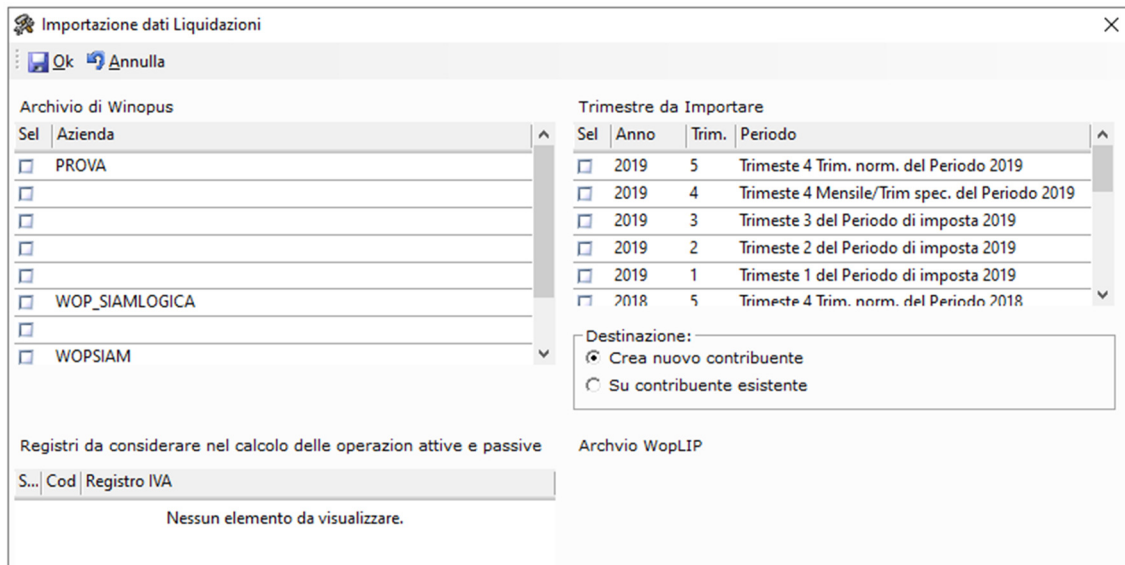 Importazione dati Liquidazioni
Ok Annulla
Archivio di Winopus
Sel Azienda
PROVA
WOP_SIAMLOGICA
WOPSIAM
Trimestre da Importare
Sel Anno Trim. Periodo
2019 5 Trimeste 4 Trim. norm. del Periodo 2019
2019 4 Trimeste 4 Mensile/Trim spec. del Periodo 2019
2019 3 Trimeste 3 del Periodo di imposta 2019
2019 2 Trimeste 2 del Periodo di imposta 2019
2019 1 Trimeste 1 del Periodo di imposta 2019
2018 5 Trimeste 4 Trim. norm. del Periodo 2018
Destinazione:
Crea nuovo contribuente
Su contribuente esistente
Registri da considerare nel calcolo delle operazion attive e passive
S... Cod Registro IVA
Nessun elemento da visualizzare.
Archvio WopLIP